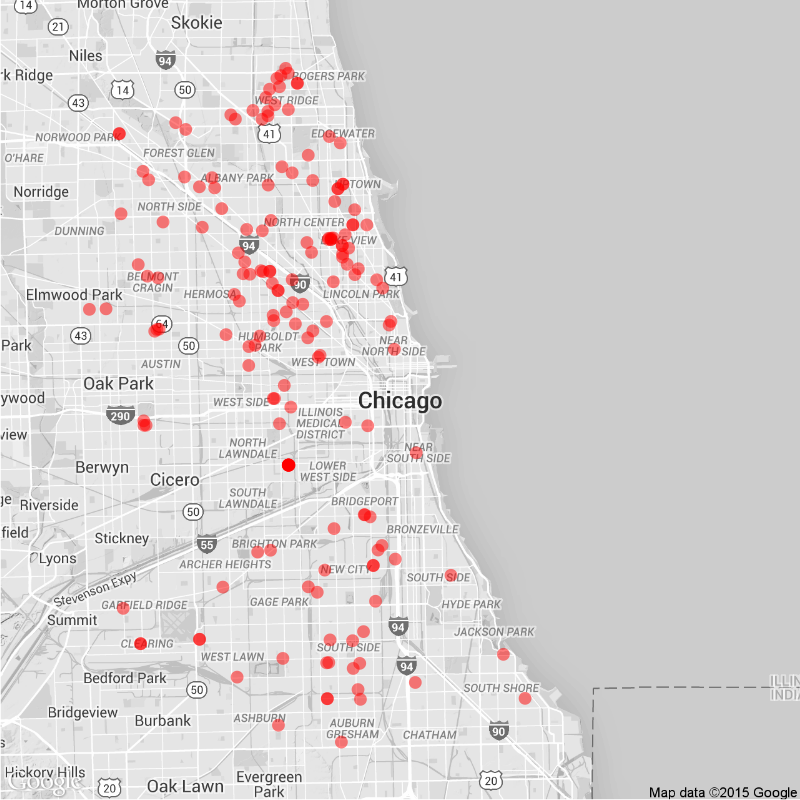 14
Morton Grove
Skokie
21
Niles
94
rk Ridge
ROGERS PARK
14
50
WEST RIDGE
43
41
EDGEWATER
NORWOOD PARK
O'HARE
FOREST GLEN
ALBANY PARK
TOWN
Norridge
NORTH SIDE
NORTH CENTER
DUNNING
94
LAKE VIEW
BELMONT
CRAGIN
41
90
Elmwood Park
HERMOSA
LINCOLN PARK
64
43
HUMBOLDT
PARK
NEAR
NORTH SIDE
Park
50
AUSTIN
WEST TOWN
Oak Park
ywood
WEST SIDE
Chicago
290
ILLINOIS
MEDICAL
DISTRICT
view
NORTH
LAWNDALE
NEAR
SOUTH SIDE
Berwyn
LOWER
WEST SIDE
Cicero
SOUTH
LAWNDALE
ge
Riverside
50
BRIDGEPORT
field
Stickney
BRONZEVILLE
55
BRIGHTON PARK
Lyons
ARCHER HEIGHTS
NEW CITY
SOUTH SIDE
Stevenson Expy
GARFIELD RIDGE
GAGE PARK
HYDE PARK
Summit
94
JACKSON PARK
CLEARING
SOUTH SIDE
WEST LAWN
94
Bedford Park
50
SOUTH SHORE
ILLIN
INDIA
Bridgeview
Burbank
ASHBURN
AUBURN
GRESHAM
CHATHAM
90
s
Hickory Hills
Google
20
Oak Lawn
Evergreen
Park
20
Map data ©2015 Google